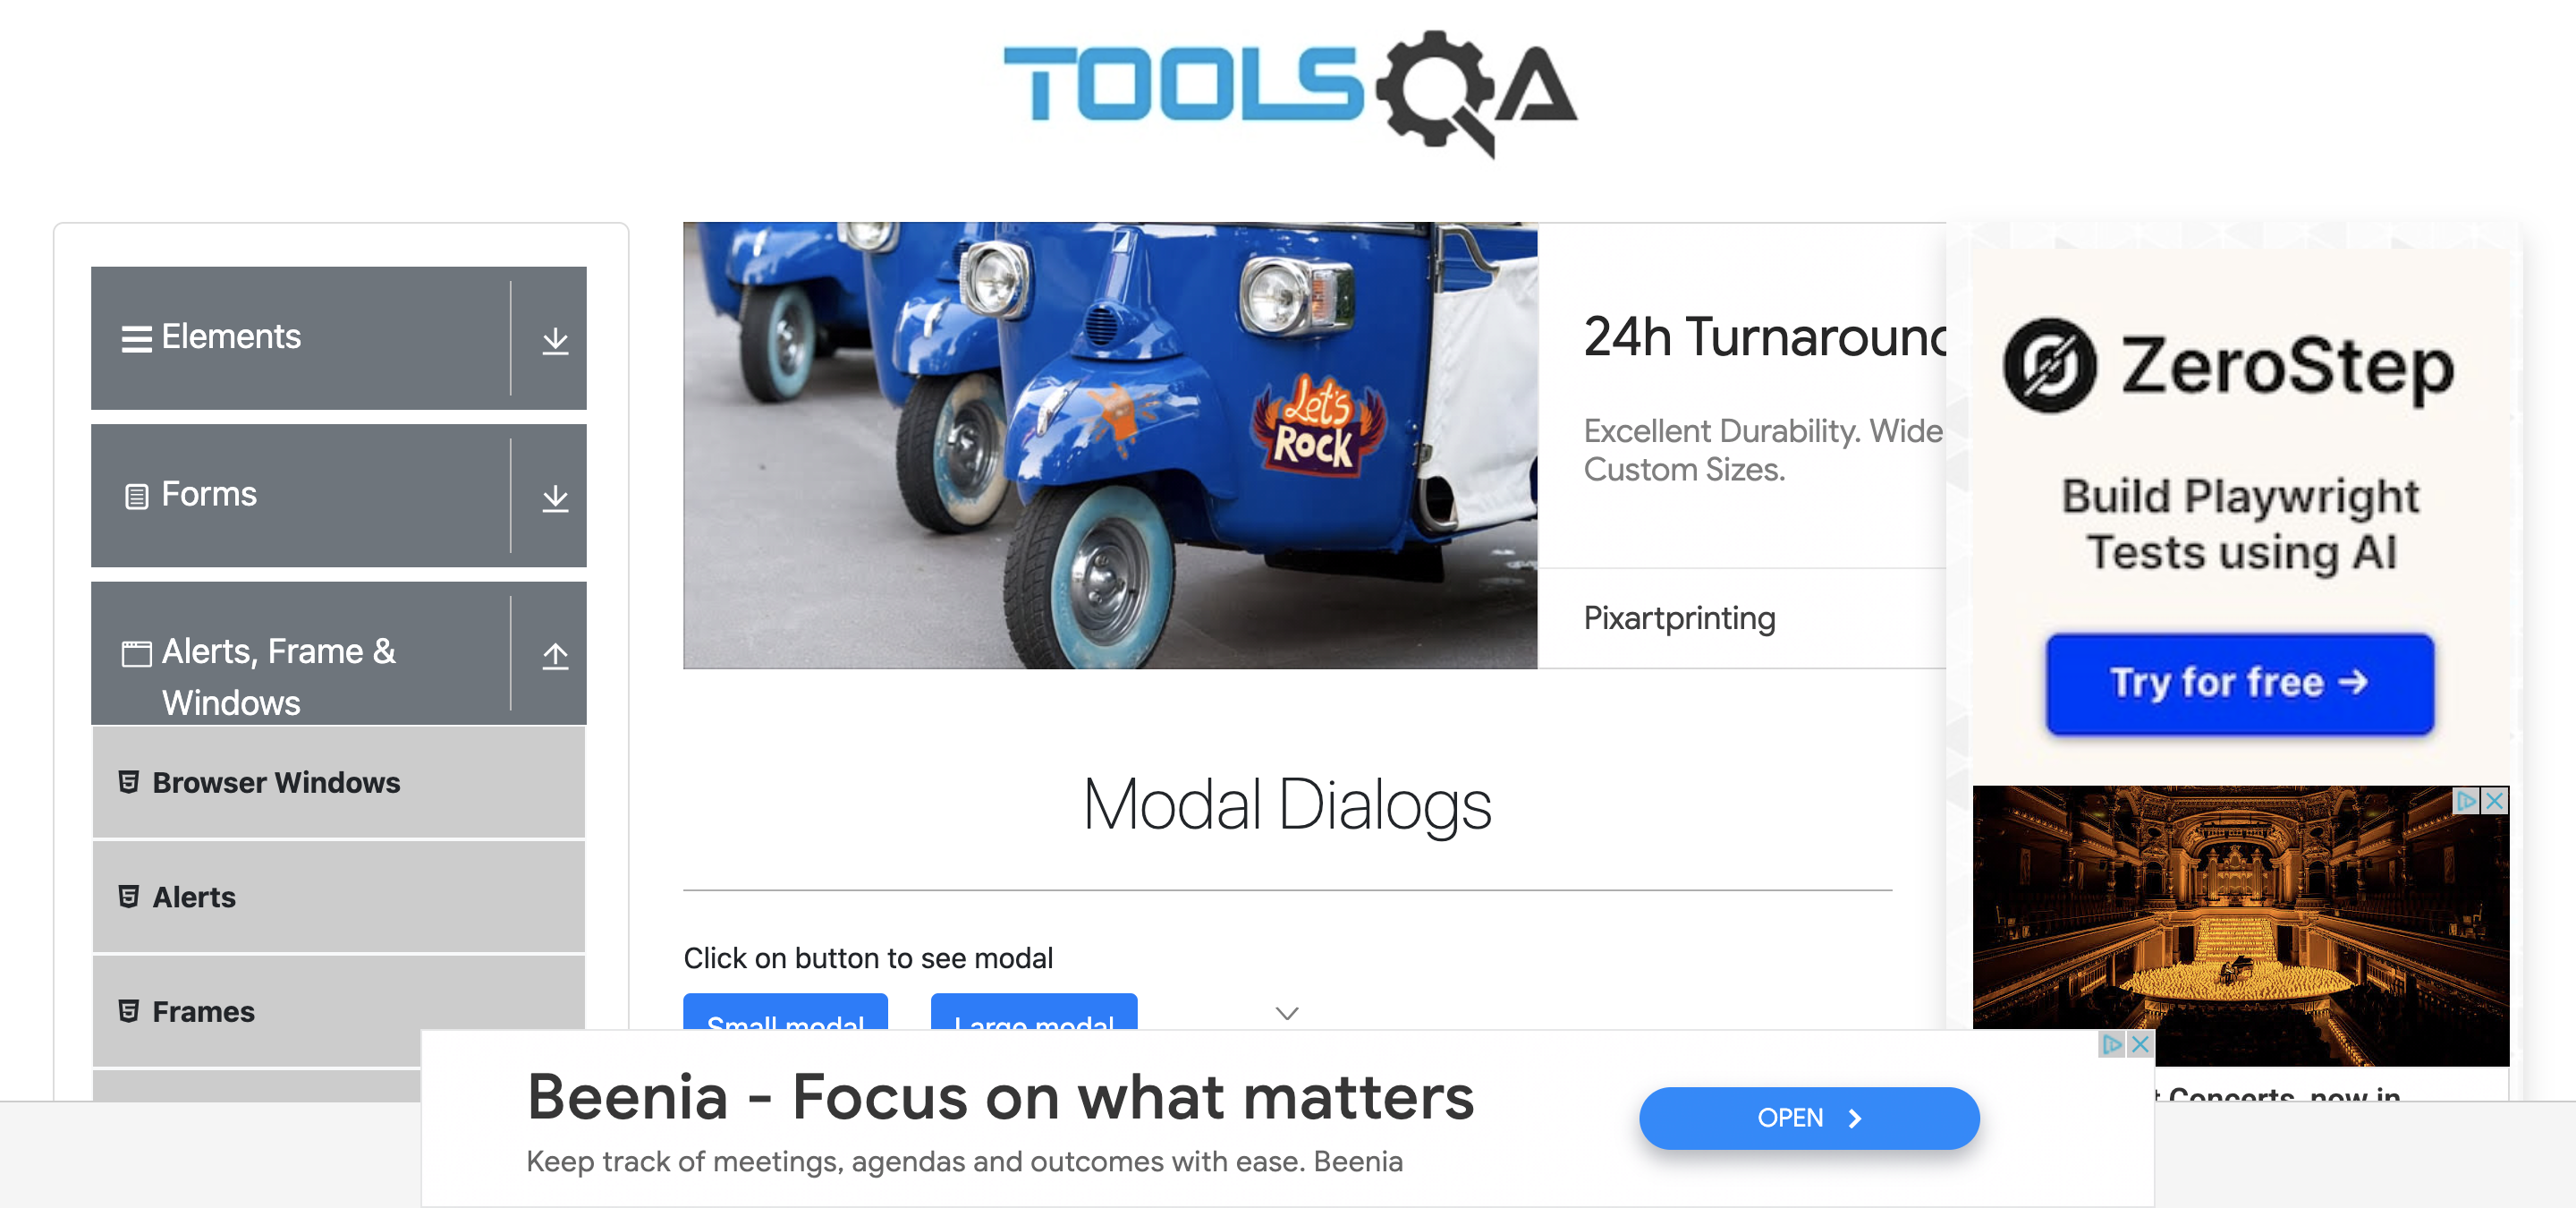 TOOLSQA
Elements
Forms
Alerts, Frame &
Windows
Browser Windows
Alerts
Frames
Let's
ROCK
24h Turnaround
Excellent Durability. Wide
Custom Sizes.
Pixartprinting
Modal Dialogs
Click on button to see modal
Small modal
Large modal
ZeroStep
Build Playwright
Tests using AI
Try for free →
t Concerts, now in
Beenia - Focus on what matters
Keep track of meetings, agendas and outcomes with ease. Beenia
OPEN